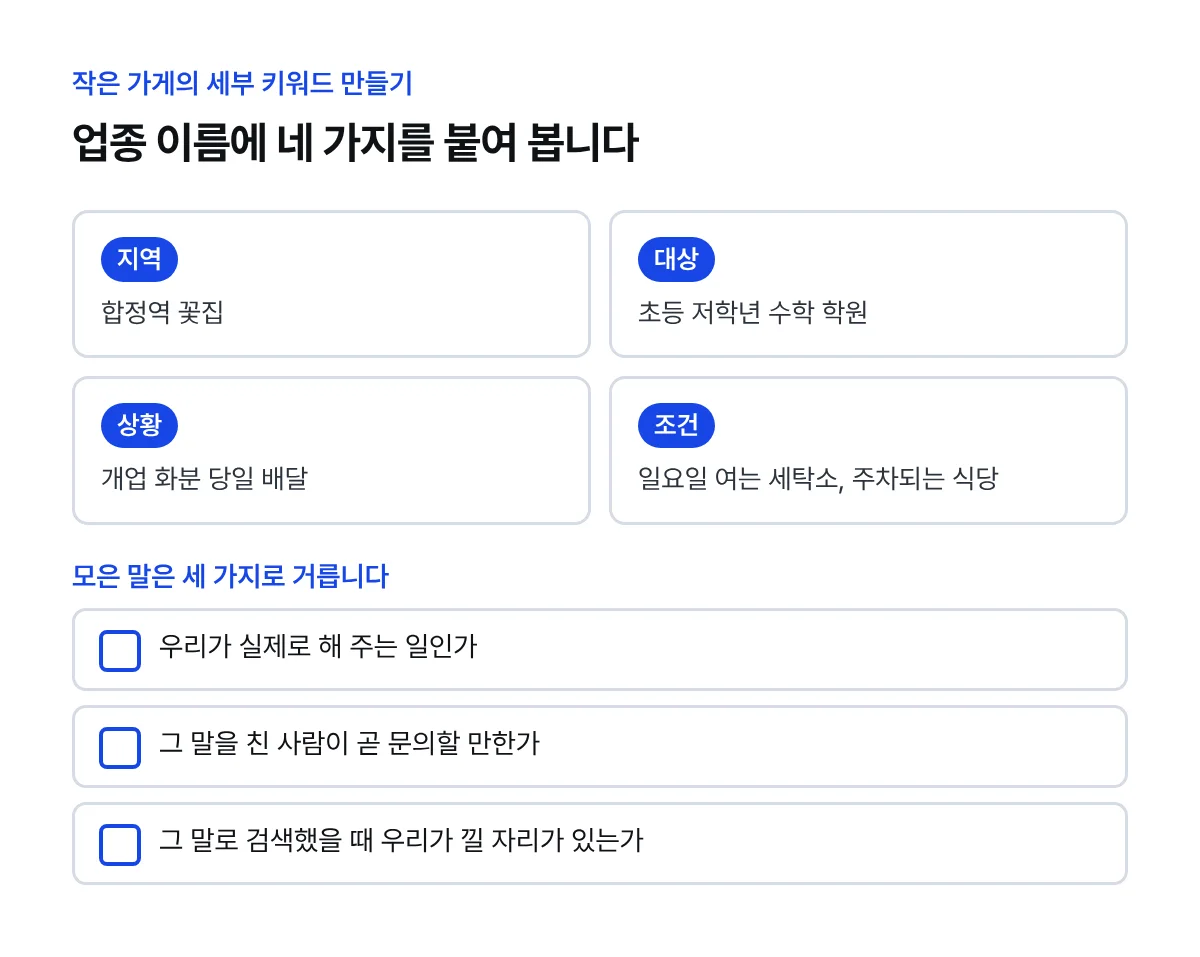 작은 가게의 세부 키워드 만들기
업종 이름에 네 가지를 붙여 봅니다
지역
합정역 꽃집
대상
초등 저학년 수학 학원
상황
개업 화분 당일 배달
조건
일요일 여는 세탁소, 주차되는 식당
모은 말은 세 가지로 거릅니다
우리가 실제로 해 주는 일인가
그 말을 친 사람이 곧 문의할 만한가
그 말로 검색했을 때 우리가 낄 자리가 있는가